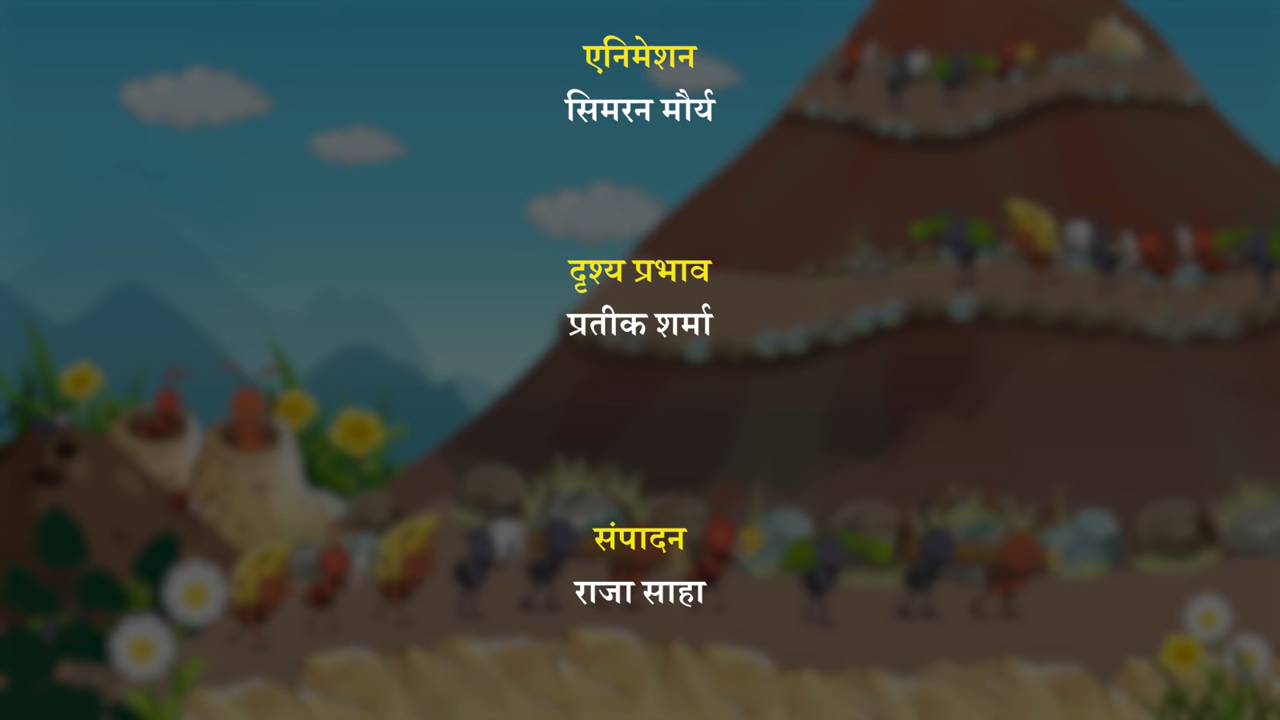 एनिमेशन
सिमरन मौर्य
दृश्य प्रभाव
प्रतीक शर्मा
संपादन
राजा साहा